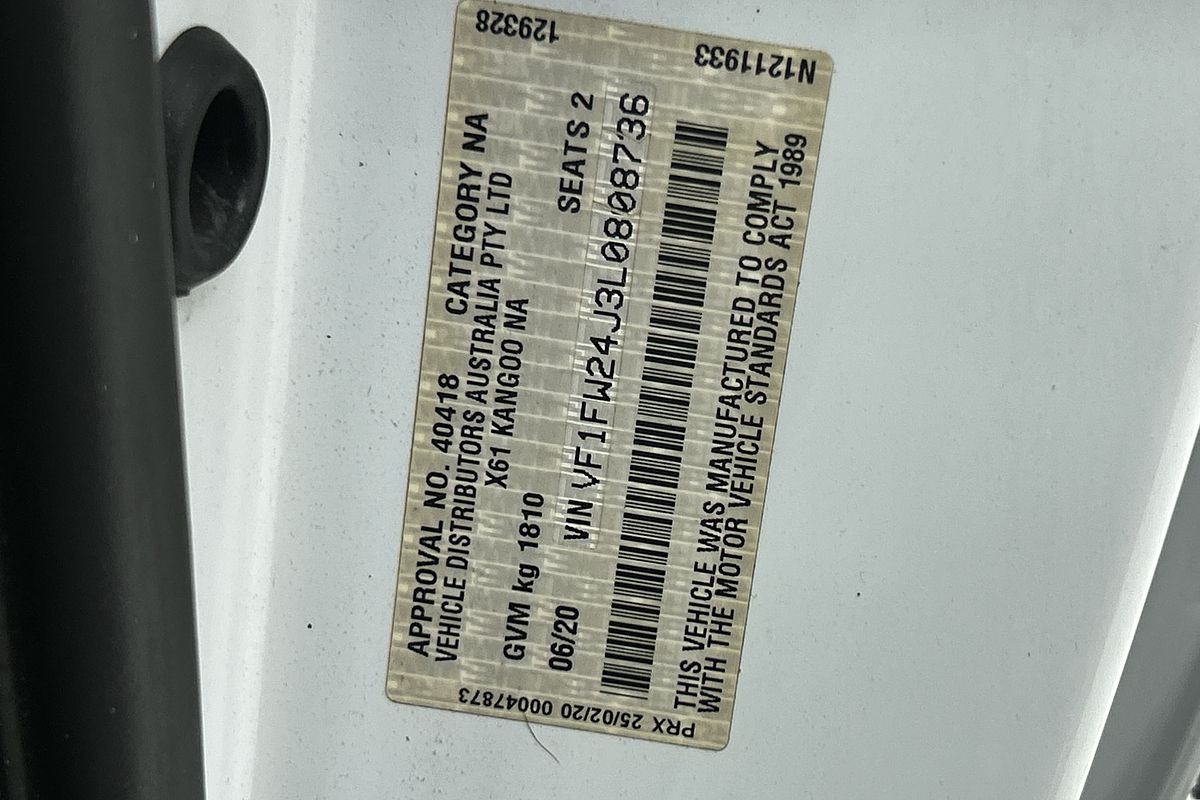 APPROVAL NO. 40418 CATEGORY NA
VEHICLE DISTRIBUTORS AUSTRALIA PTY LTD
X61 KANGOO NA
GVM kg 1810
06/20 SEATS 2
VIN VF1FW24J3L0808736
THIS VEHICLE WAS MANUFACTURED TO COMPLY
WITH THE MOTOR VEHICLE STANDARDS ACT 1989
PRX 25/02/20 00047873
129328
N1211933